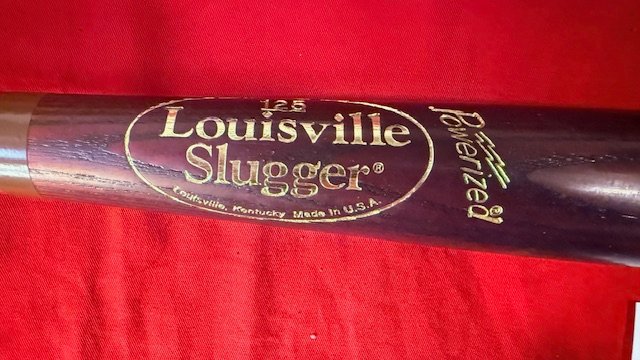 125
Louisville
Slugger®
Louisville, Kentucky Made in U.S.A.
Powerized